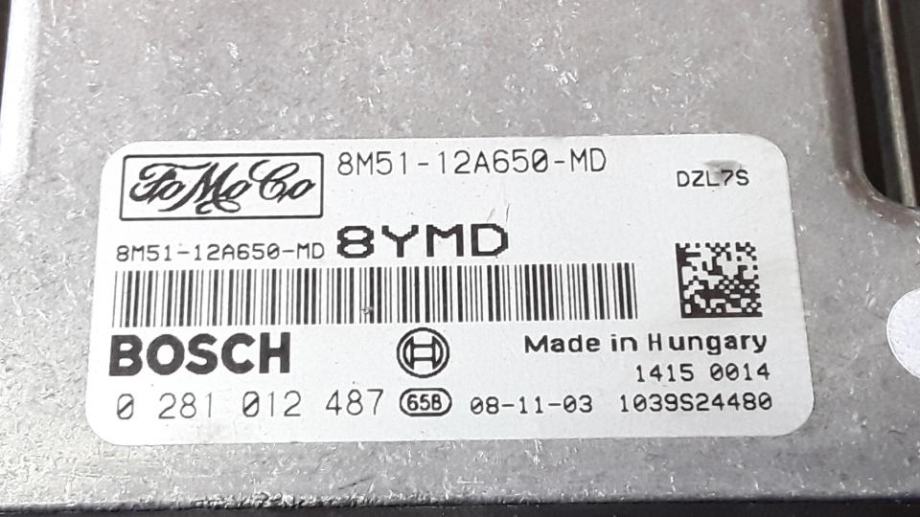 FoMoCo 8M51-12A650-MD DZL7S
8M51-12A650-MD 8YMD
BOSCH Made in Hungary
1415 0014
0 281 012 487 65B 08-11-03 1039S24480